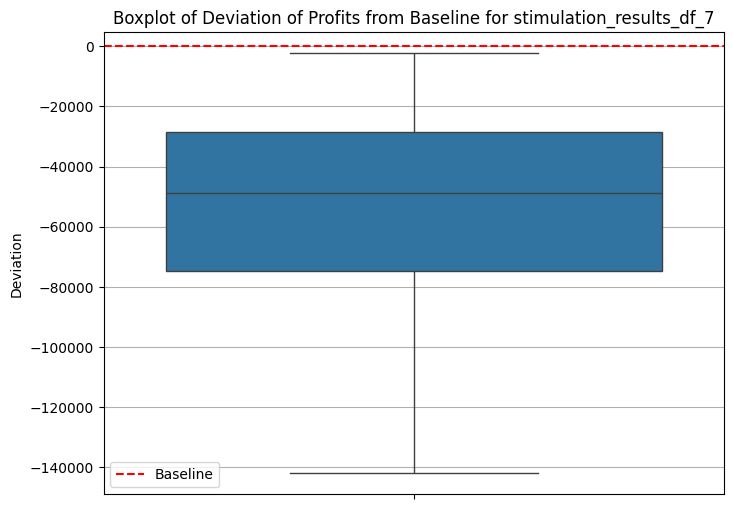 Boxplot of Deviation of Profits from Baseline for stimulation_results_df_7
0
−20000
−40000
−60000
−80000
−100000
−120000
−140000
Deviation
Baseline